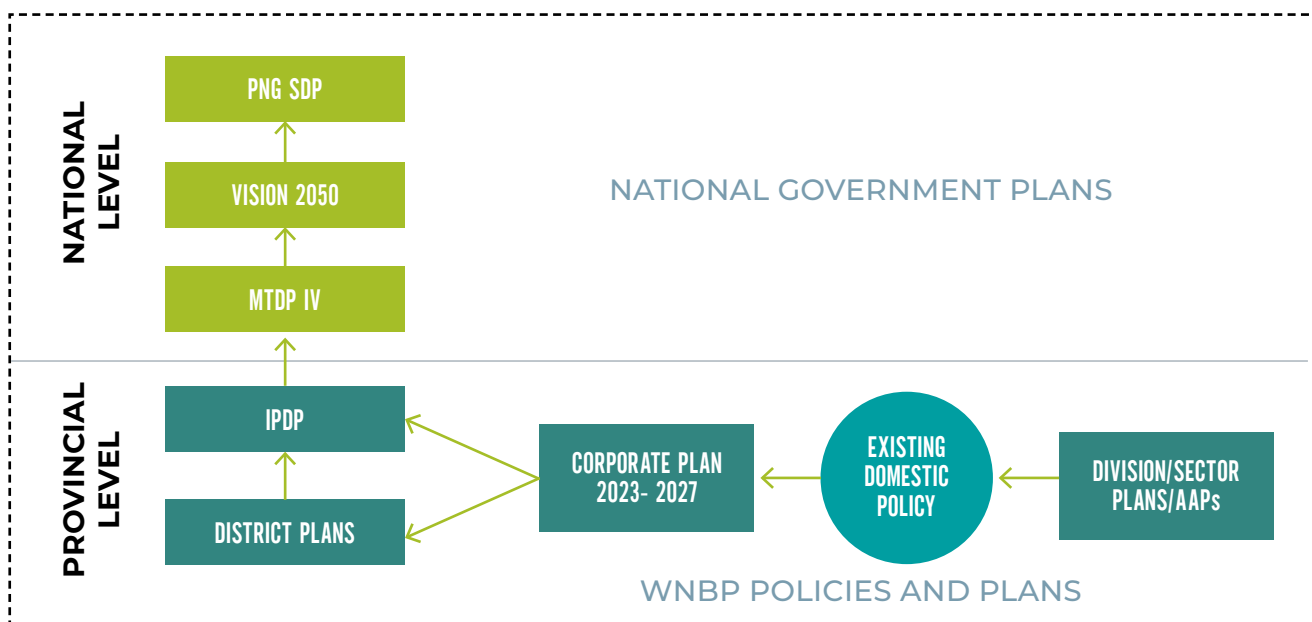 NATIONAL
LEVEL
PNG SDP
VISION 2050
MTDP IV
NATIONAL GOVERNMENT PLANS
PROVINCIAL
LEVEL
IPDP
DISTRICT PLANS
CORPORATE PLAN
2023- 2027
EXISTING
DOMESTIC
POLICY
DIVISION/SECTOR
PLANS/AAPs
WNBP POLICIES AND PLANS